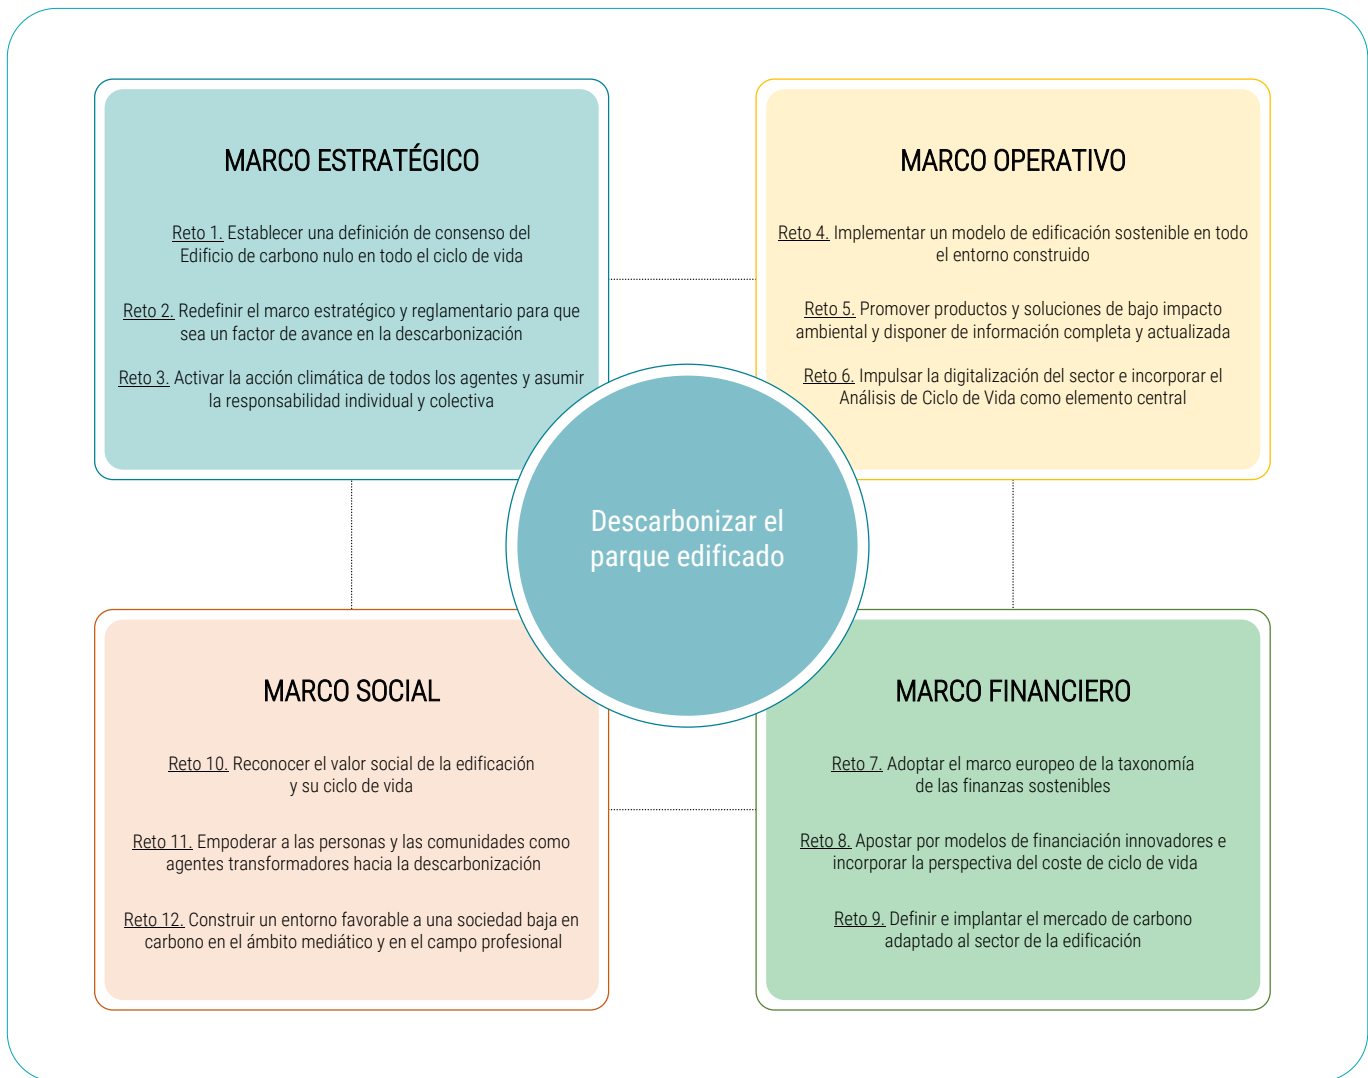 MARCO ESTRATÉGICO
Reto 1. Establecer una definición de consenso del
Edificio de carbono nulo en todo el ciclo de vida
Reto 2. Redefinir el marco estratégico y reglamentario para que
sea un factor de avance en la descarbonización
Reto 3. Activar la acción climática de todos los agentes y asumir
la responsabilidad individual y colectiva
MARCO OPERATIVO
Reto 4. Implementar un modelo de edificación sostenible en todo
el entorno construido
Reto 5. Promover productos y soluciones de bajo impacto
ambiental y disponer de información completa y actualizada
Reto 6. Impulsar la digitalización del sector e incorporar el
Análisis de Ciclo de Vida como elemento central
Descarbonizar el
parque edificado
MARCO SOCIAL
Reto 10. Reconocer el valor social de la edificación
y su ciclo de vida
Reto 11. Empoderar a las personas y las comunidades como
agentes transformadores hacia la descarbonización
Reto 12. Construir un entorno favorable a una sociedad baja en
carbono en el ámbito mediático y en el campo profesional
MARCO FINANCIERO
Reto 7. Adoptar el marco europeo de la taxonomía
de las finanzas sostenibles
Reto 8. Apostar por modelos de financiación innovadores e
incorporar la perspectiva del coste de ciclo de vida
Reto 9. Definir e implantar el mercado de carbono
adaptado al sector de la edificación